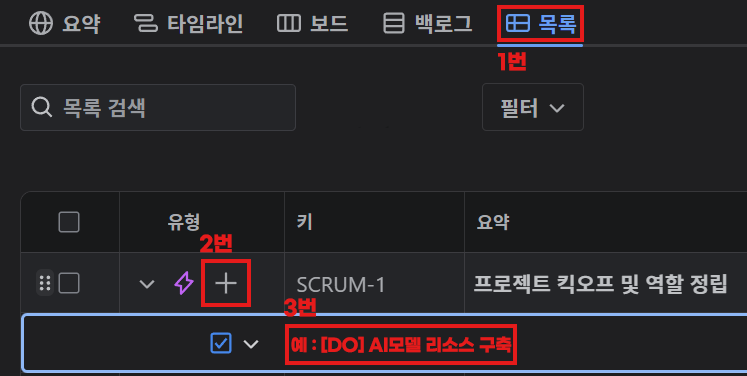 요약 타임라인 보드 백로그 목록
1번
목록 검색 필터
유형 키 요약
2번
SCRUM-1 프로젝트 킥오프 및 역할 정립
3번
예 : [DO] AI모델 리소스 구축